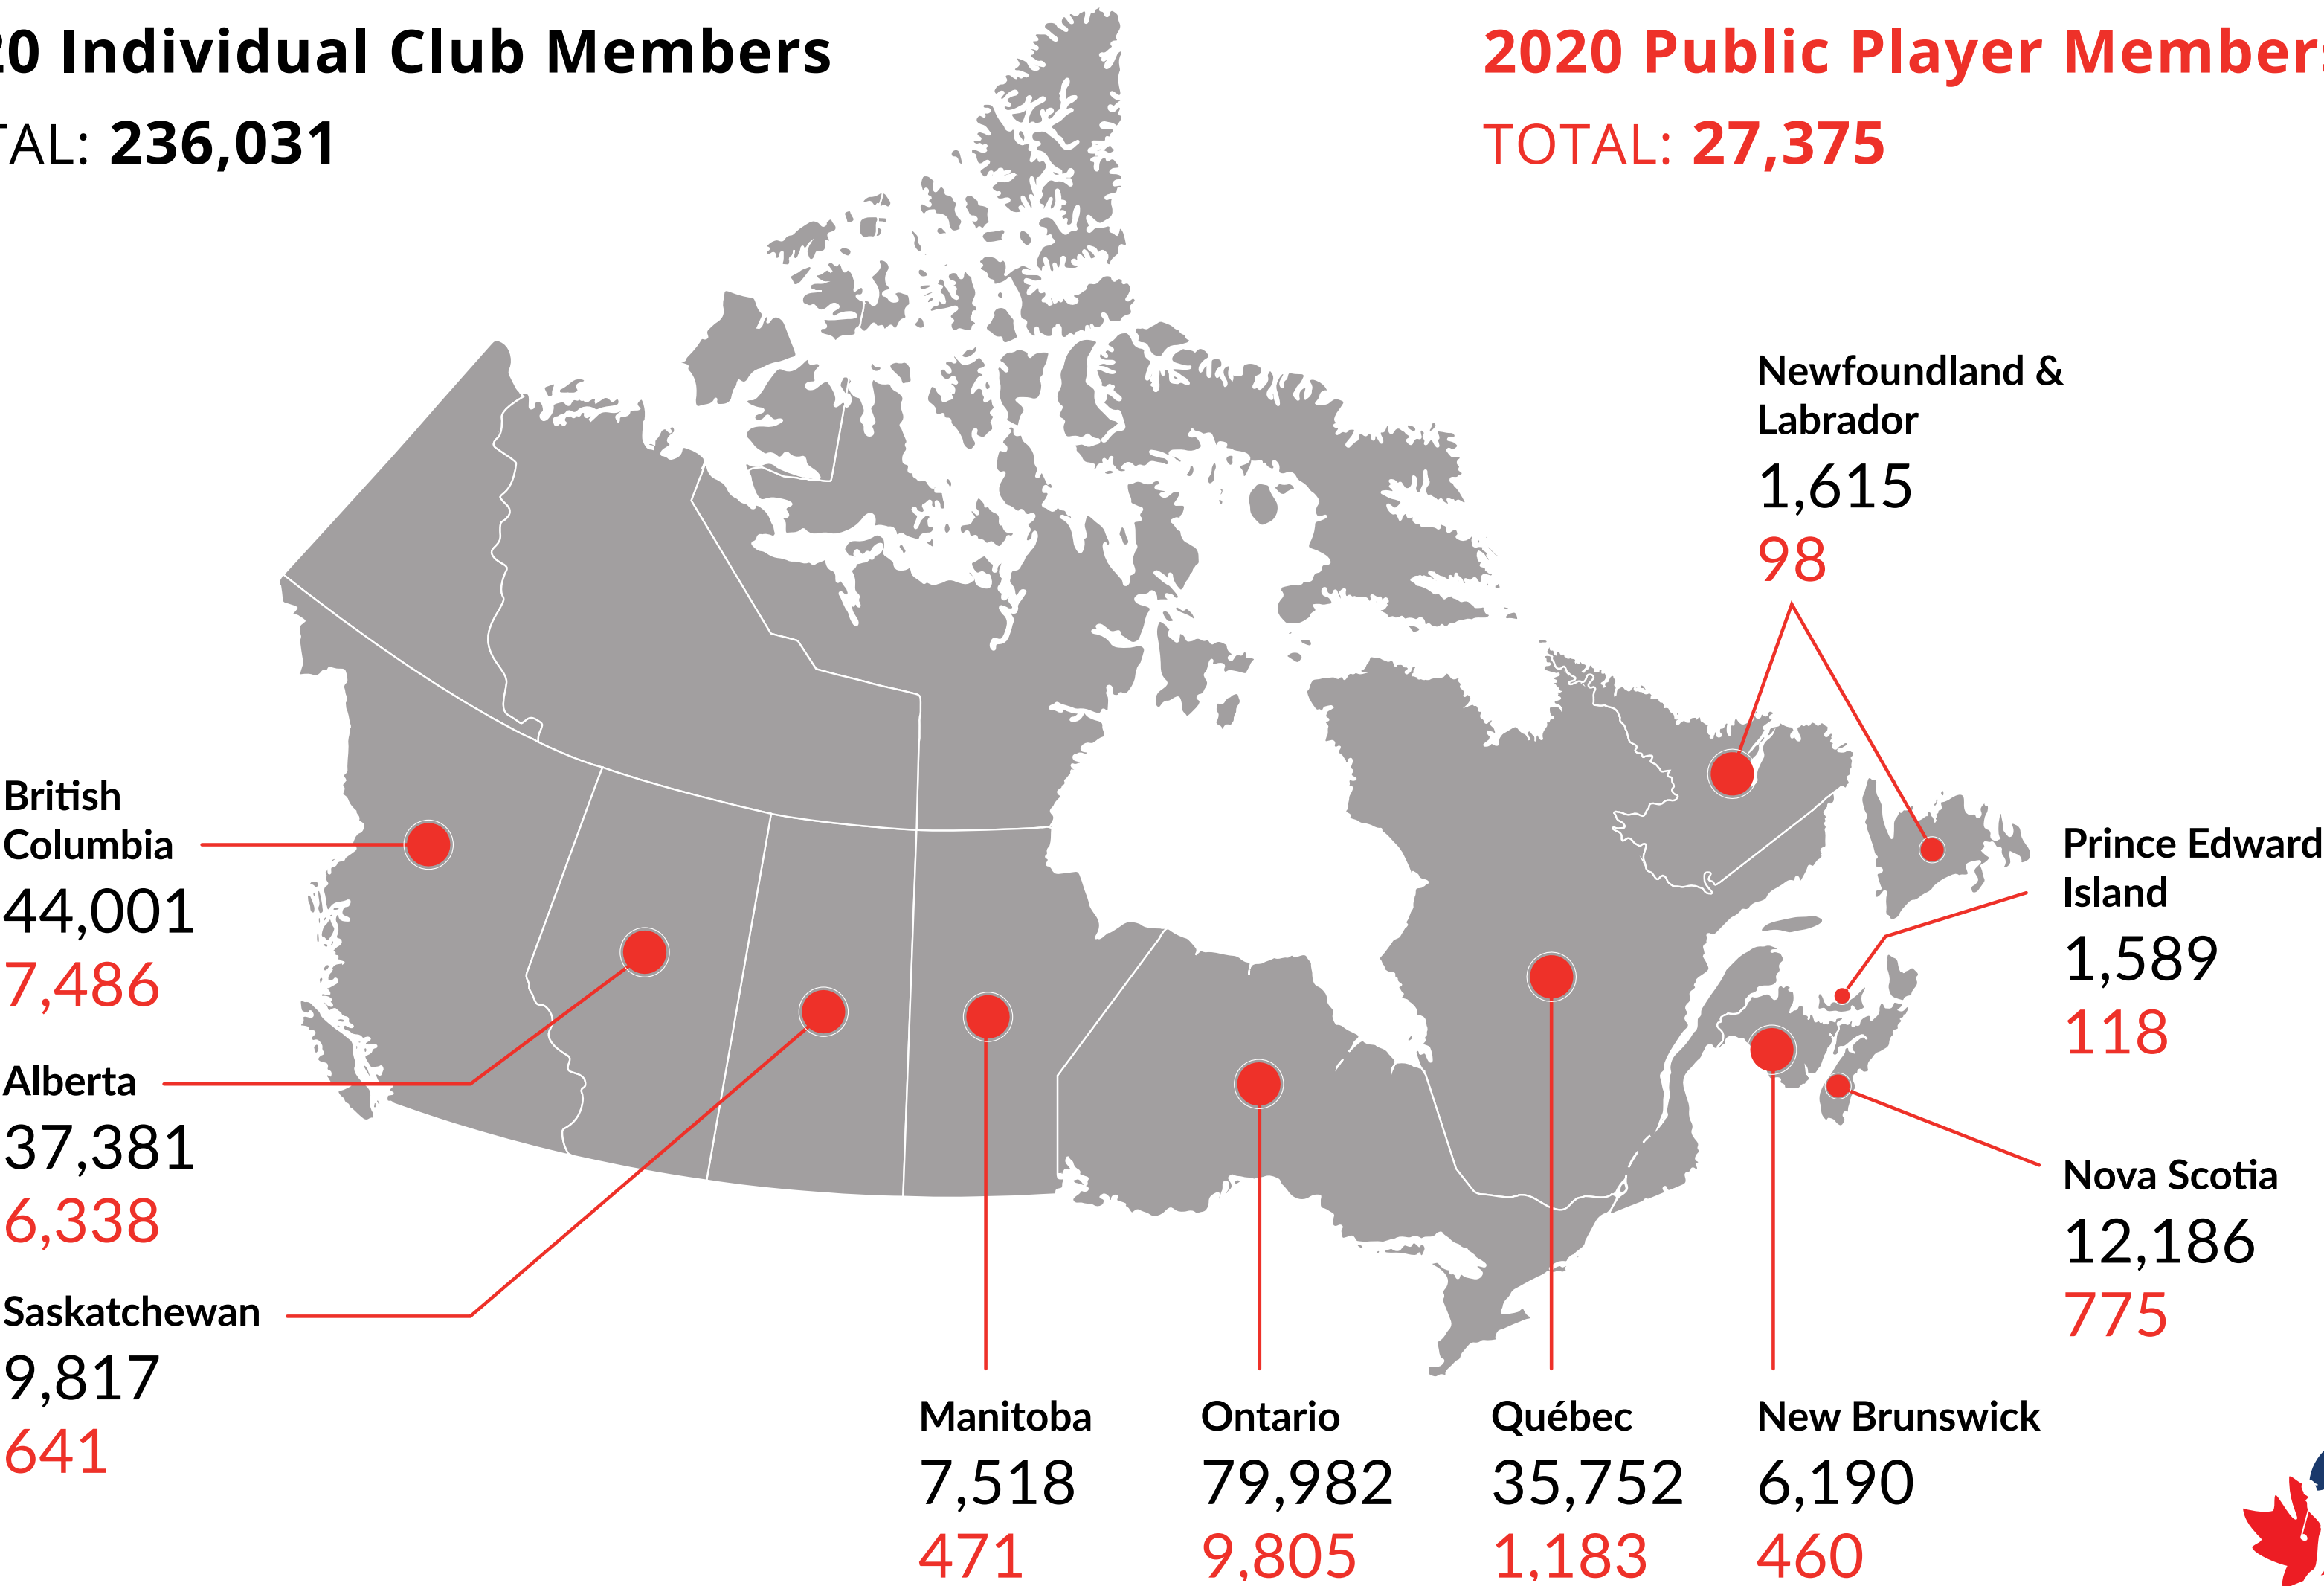 20 Individual Club Members
TAL: 236,031
2020 Public Player Members
TOTAL: 27,375
Newfoundland &
Labrador
1,615
98
British
Columbia
44,001
7,486
Prince Edward
Island
1,589
118
Alberta
37,381
6,338
Nova Scotia
12,186
775
Saskatchewan
9,817
641
Manitoba
7,518
471
Ontario
79,982
9,805
Québec
35,752
1,183
New Brunswick
6,190
460